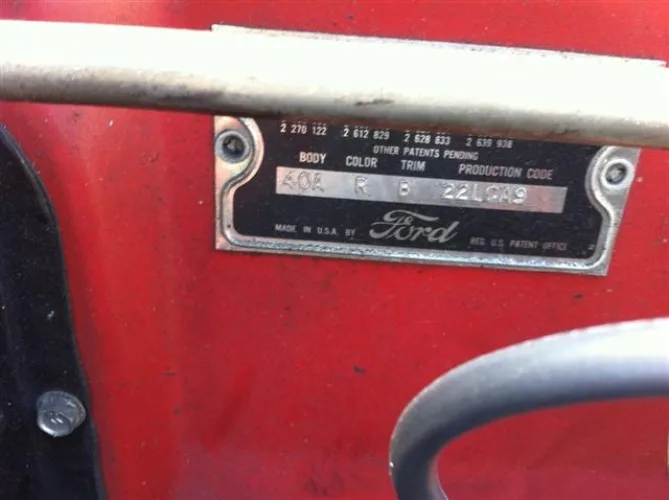 2 270 122 2 612 829 2 628 833 2 639 938
OTHER PATENTS PENDING
BODY COLOR TRIM PRODUCTION CODE
40A R B
MADE IN U.S.A. BY Ford REG. U.S. PATENT OFFICE